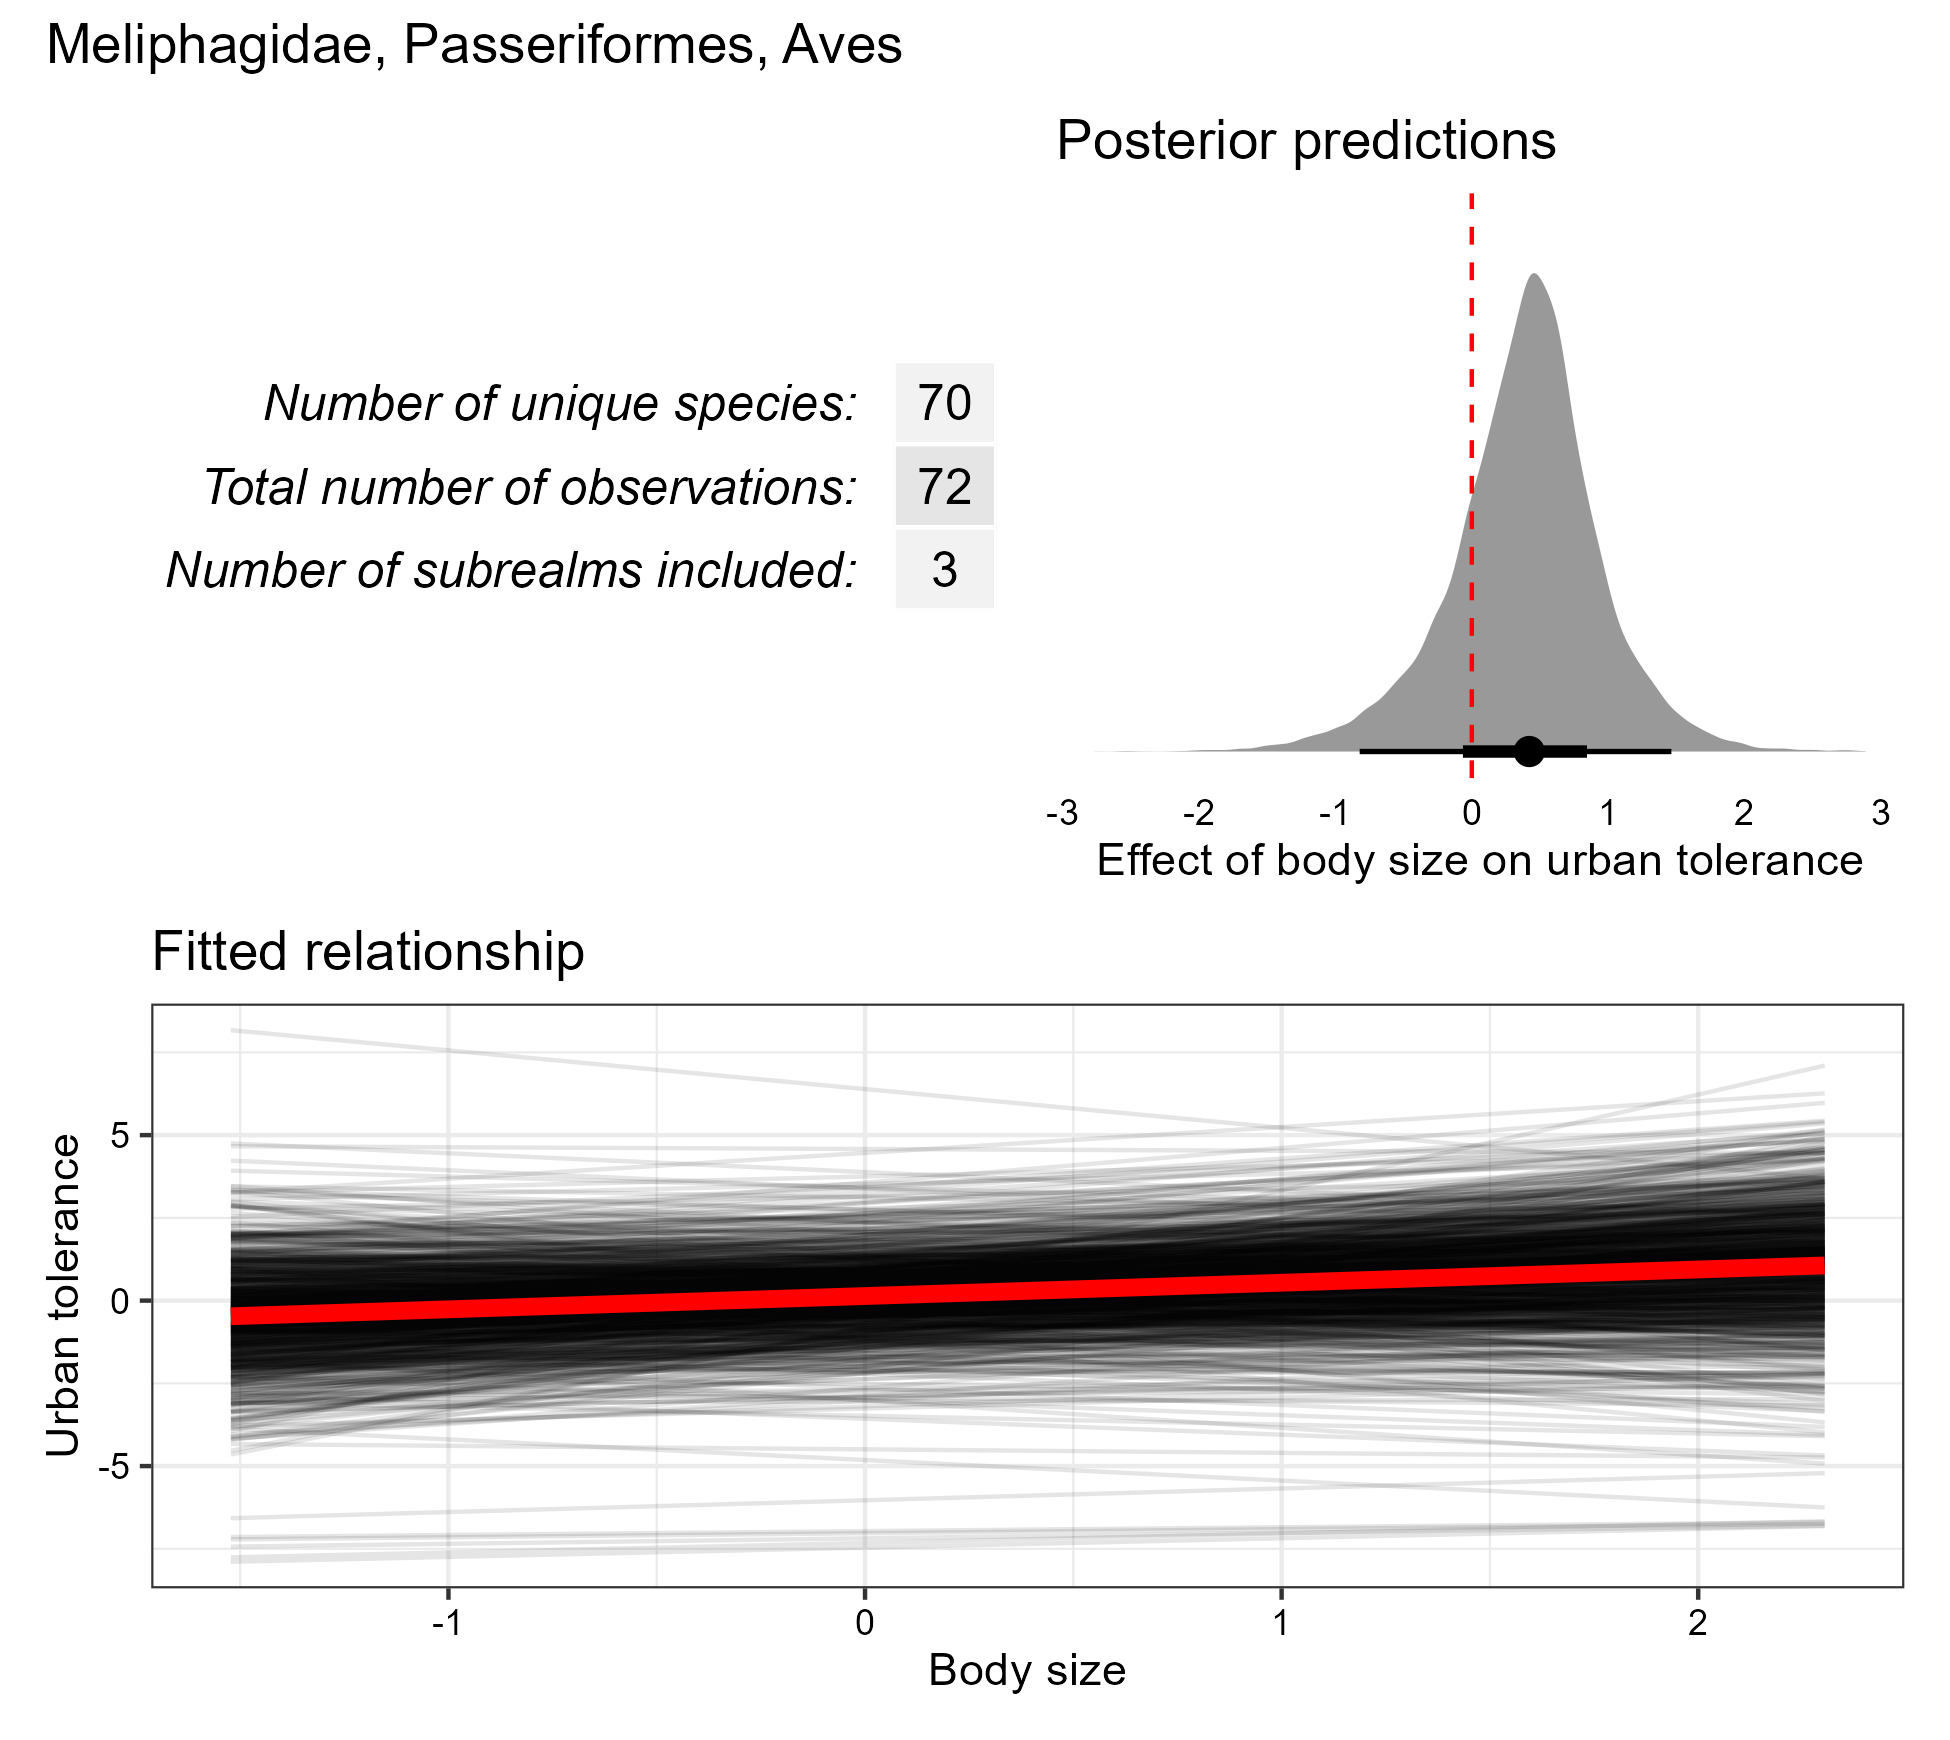 Meliphagidae, Passeriformes, Aves
Posterior predictions
Number of unique species: 70
Total number of observations: 72
Number of subrealms included: 3
-3 -2 -1 0 1 2 3
Effect of body size on urban tolerance
Fitted relationship
Urban tolerance
5
0
-5
-1 0 1 2
Body size